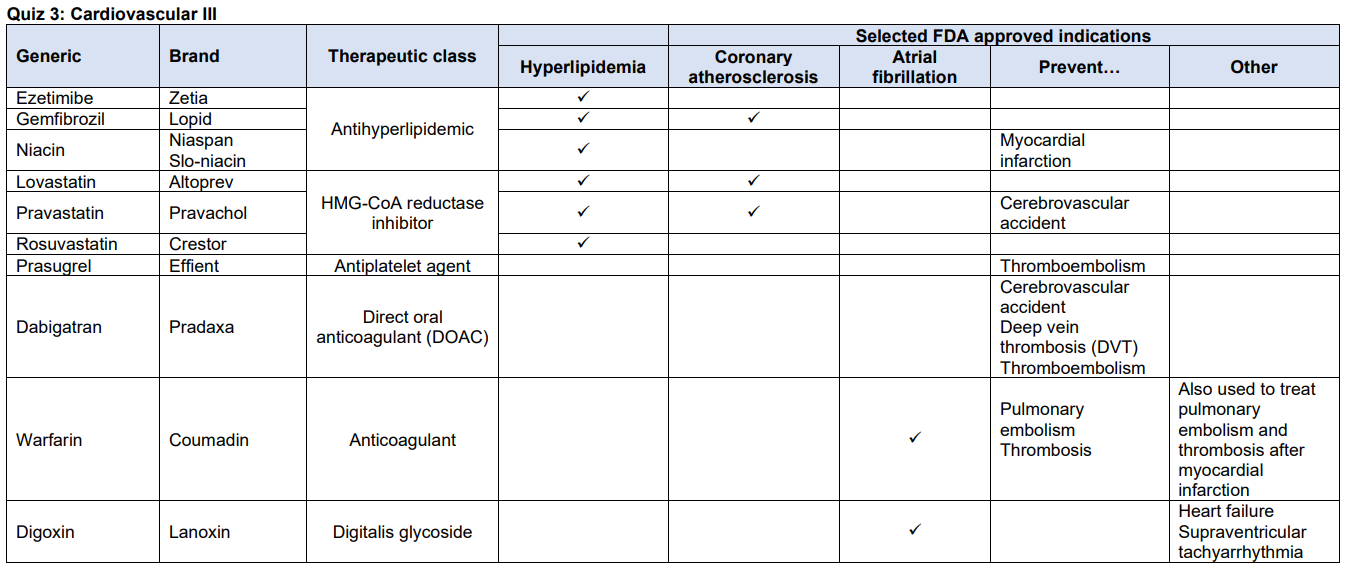 Quiz 3: Cardiovascular III
Generic Brand Therapeutic class Selected FDA approved indications
Hyperlipidemia Coronary atherosclerosis Atrial fibrillation Prevent… Other
Ezetimibe Zetia Antihyperlipidemic ✓
Gemfibrozil Lopid ✓ ✓
Niacin Niaspan Slo-niacin ✓ Myocardial infarction
Lovastatin Altoprev HMG-CoA reductase inhibitor ✓ ✓
Pravastatin Pravachol ✓ ✓ Cerebrovascular accident
Rosuvastatin Crestor ✓
Prasugrel Effient Antiplatelet agent Thromboembolism
Dabigatran Pradaxa Direct oral anticoagulant (DOAC) Cerebrovascular accident Deep vein thrombosis (DVT) Thromboembolism
Warfarin Coumadin Anticoagulant ✓ Pulmonary embolism Thrombosis Also used to treat pulmonary embolism and thrombosis after myocardial infarction
Digoxin Lanoxin Digitalis glycoside ✓ Heart failure Supraventricular tachyarrhythmia